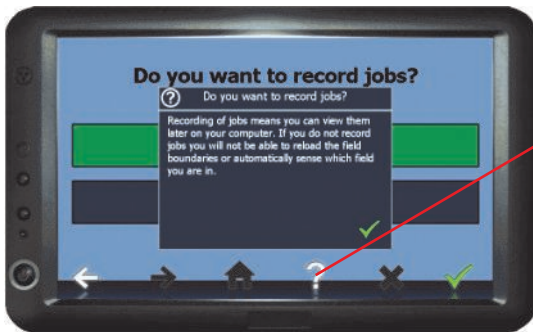 Do you want to record jobs?
? Do you want to record jobs?
Recording of jobs means you can view them
later on your computer. If you do not record
jobs you will not be able to reload the field
boundaries or automatically sense which field
you are in.
?